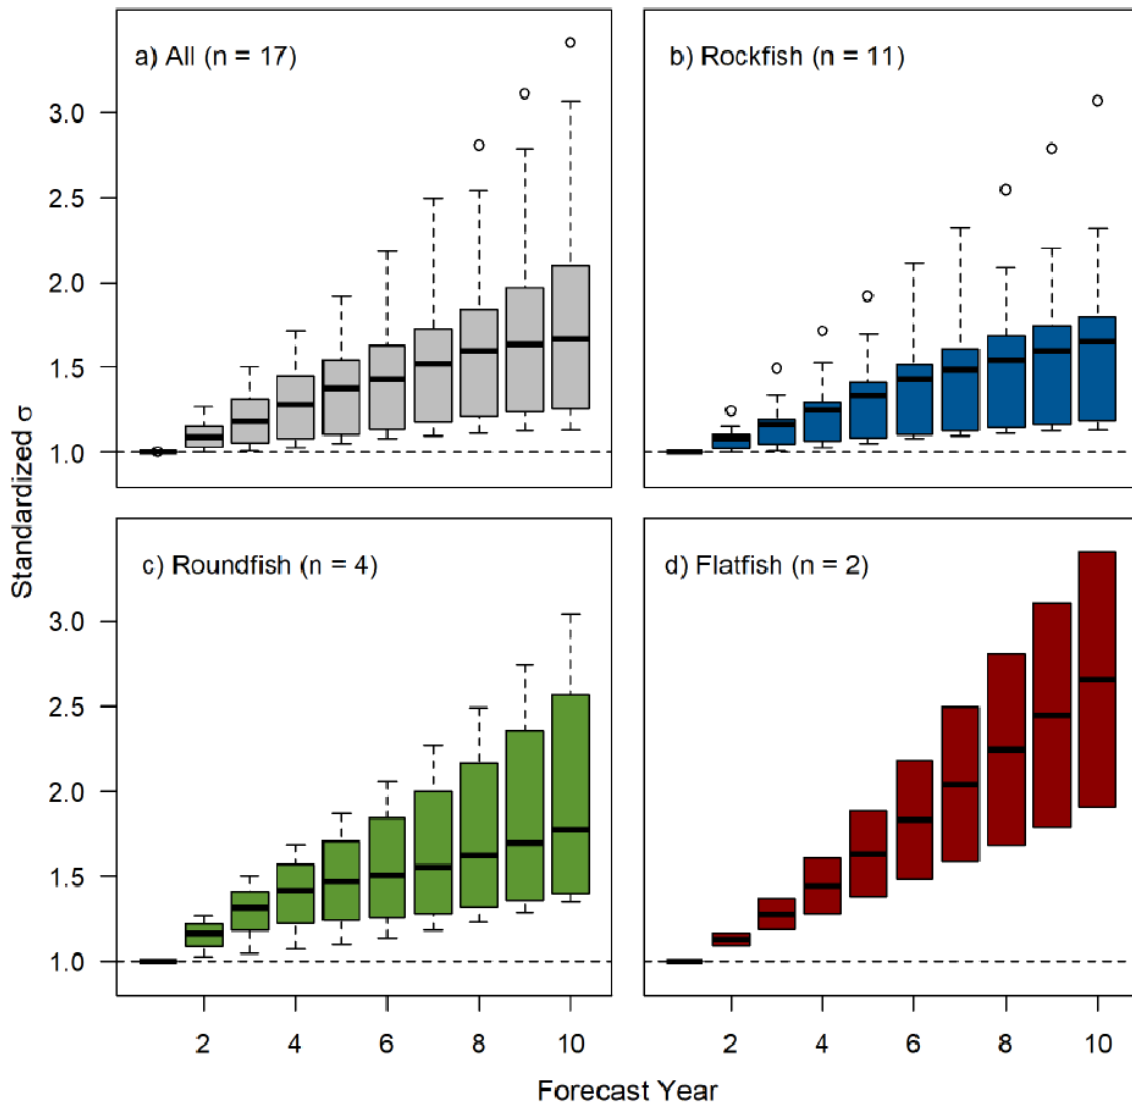 a) All (n = 17)
b) Rockfish (n = 11)
3.0
2.5
2.0
1.5
1.0
Standardized σ
c) Roundfish (n = 4)
d) Flatfish (n = 2)
3.0
2.5
2.0
1.5
1.0
2 4 6 8 10 2 4 6 8 10
Forecast Year